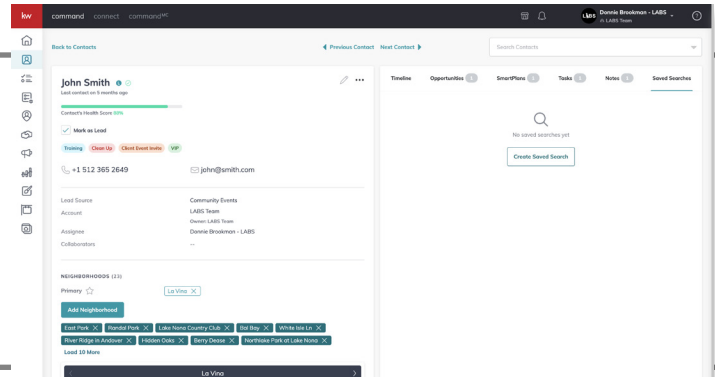 kw
command
connect
commandMC
LABS
Donnie Brookman - LABS
LABS Team
Back to Contacts
Previous Contact
Next Contact
Search Contacts
John Smith
Last contact on 5 months ago
Contact's Health Score 88%
Mark as Lead
Training
Clean Up
Client Event Invite
VIP
+1 512 365 2649
john@smith.com
Lead Source
Community Events
Account
LABS Team
Owner: LABS Team
Assignee
Donnie Brookman - LABS
Collaborators
--
NEIGHBORHOODS (23)
Primary
La Vina
Add Neighborhood
East Park
Randal Park
Lake Nona Country Club
Bal Bay
White Isle Ln
River Ridge in Andover
Hidden Oaks
Berry Dease
Northlake Park at Lake Nona
Load 10 More
La Vina
Timeline
Opportunities
SmartPlans
Tasks
Notes
Saved Searches
No saved searches yet
Create Saved Search